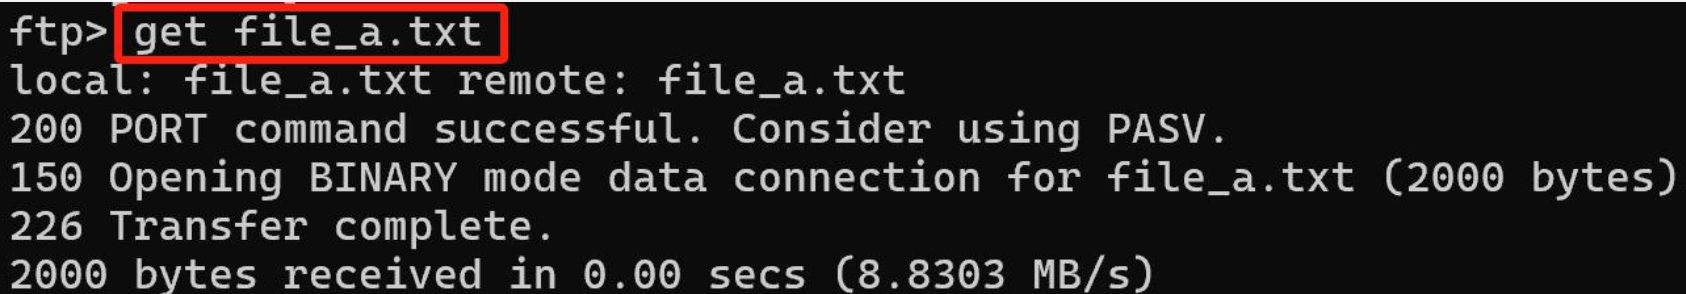 ftp> get file_a.txt
local: file_a.txt remote: file_a.txt
200 PORT command successful. Consider using PASV.
150 Opening BINARY mode data connection for file_a.txt (2000 bytes)
226 Transfer complete.
2000 bytes received in 0.00 secs (8.8303 MB/s)